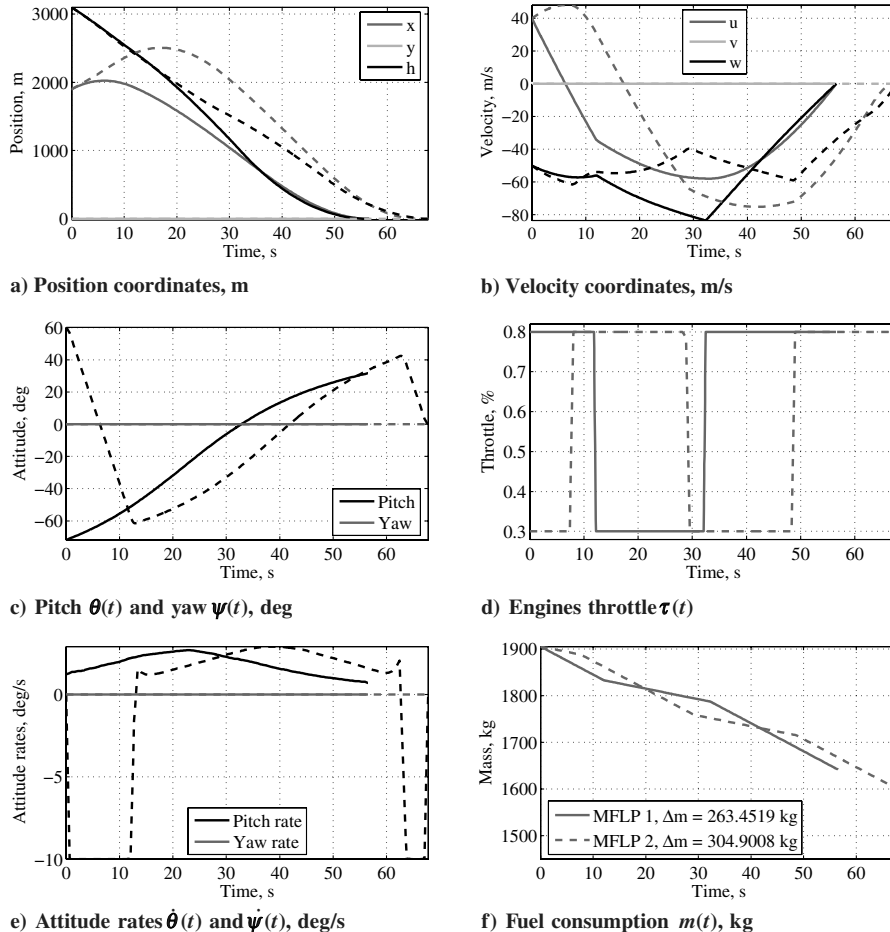 3000
2000
1000
0
Position, m
0 10 20 30 40 50 60
Time, s
x
y
h
a) Position coordinates, m
40
20
0
−20
−40
−60
−80
Velocity, m/s
0 10 20 30 40 50 60
Time, s
u
v
w
b) Velocity coordinates, m/s
60
40
20
0
−20
−40
−60
Attitude, deg
0 10 20 30 40 50 60
Time, s
Pitch
Yaw
c) Pitch θ(t) and yaw ψ(t), deg
0.8
0.7
0.6
0.5
0.4
0.3
Throttle, %
0 10 20 30 40 50 60
Time, s
d) Engines throttle τ(t)
0
−5
−10
Attitude rates, deg/s
0 10 20 30 40 50 60
Time, s
Pitch rate
Yaw rate
e) Attitude rates θ̇(t) and ψ̇(t), deg/s
1900
1800
1700
1600
1500
Mass, kg
0 10 20 30 40 50 60
Time, s
MFLP 1, Δm = 263.4519 kg
MFLP 2, Δm = 304.9008 kg
f) Fuel consumption m(t), kg